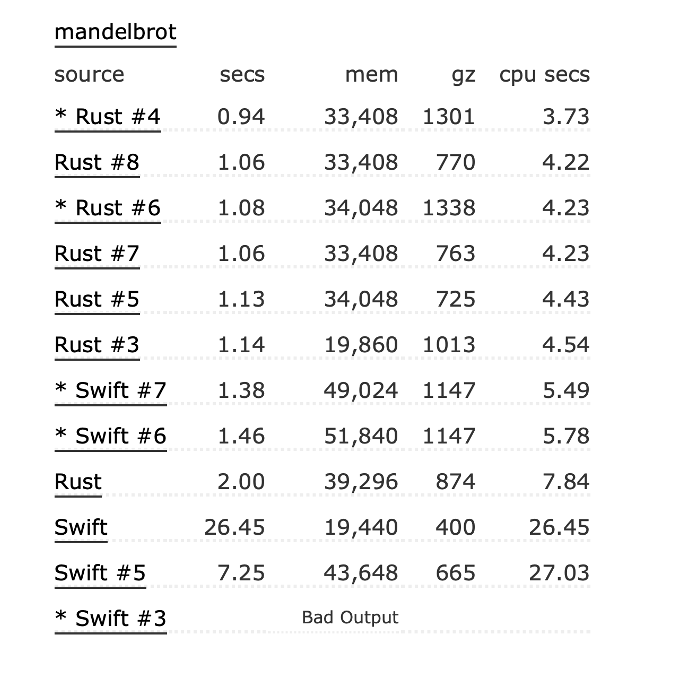 mandelbrot
source secs mem gz cpu secs
* Rust #4 0.94 33,408 1301 3.73
Rust #8 1.06 33,408 770 4.22
* Rust #6 1.08 34,048 1338 4.23
Rust #7 1.06 33,408 763 4.23
Rust #5 1.13 34,048 725 4.43
Rust #3 1.14 19,860 1013 4.54
* Swift #7 1.38 49,024 1147 5.49
* Swift #6 1.46 51,840 1147 5.78
Rust 2.00 39,296 874 7.84
Swift 26.45 19,440 400 26.45
Swift #5 7.25 43,648 665 27.03
* Swift #3 Bad Output